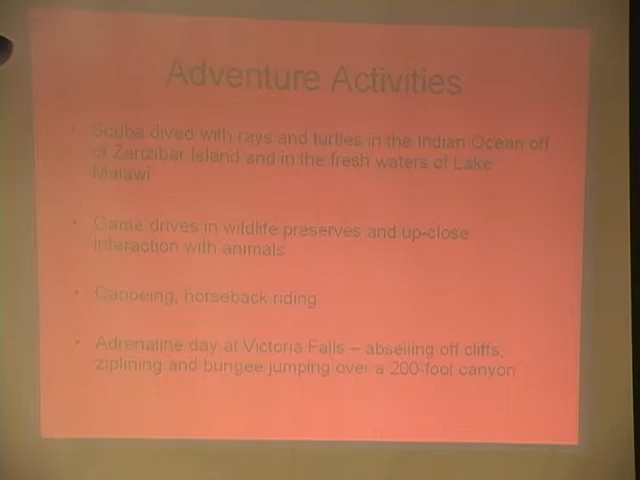 Adventure Activities
• Scuba dived with rays and turtles in the Indian Ocean off
of Zanzibar Island and in the fresh waters of Lake
Malawi
• Game drives in wildlife preserves and up-close
interaction with animals
• Canoeing, horseback riding
• Adrenaline day at Victoria Falls – abseiling off cliffs,
ziplining and bungee jumping over a 200-foot canyon